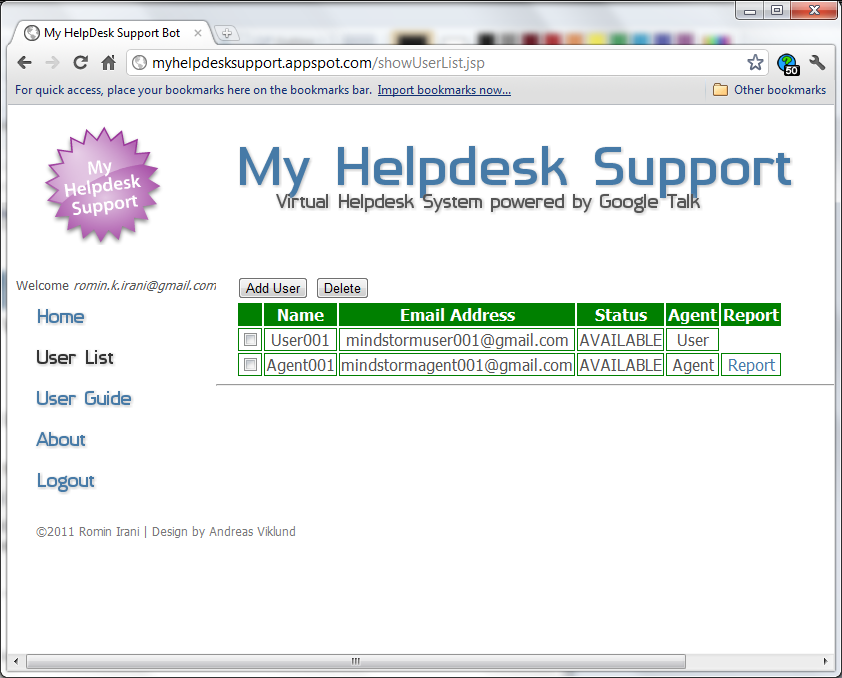 My HelpDesk Support Bot
myhelpdesksupport.appspot.com/showUserList.jsp
50
For quick access, place your bookmarks here on the bookmarks bar. Import bookmarks now... Other bookmarks
My
Helpdesk
Support
My Helpdesk Support
Virtual Helpdesk System powered by Google Talk
Welcome romin.k.irani@gmail.com
Add User Delete
Home
User List
User Guide
About
Logout
Name Email Address Status Agent Report
User001 mindstormuser001@gmail.com AVAILABLE User
Agent001 mindstormagent001@gmail.com AVAILABLE Agent Report
©2011 Romin Irani | Design by Andreas Viklund